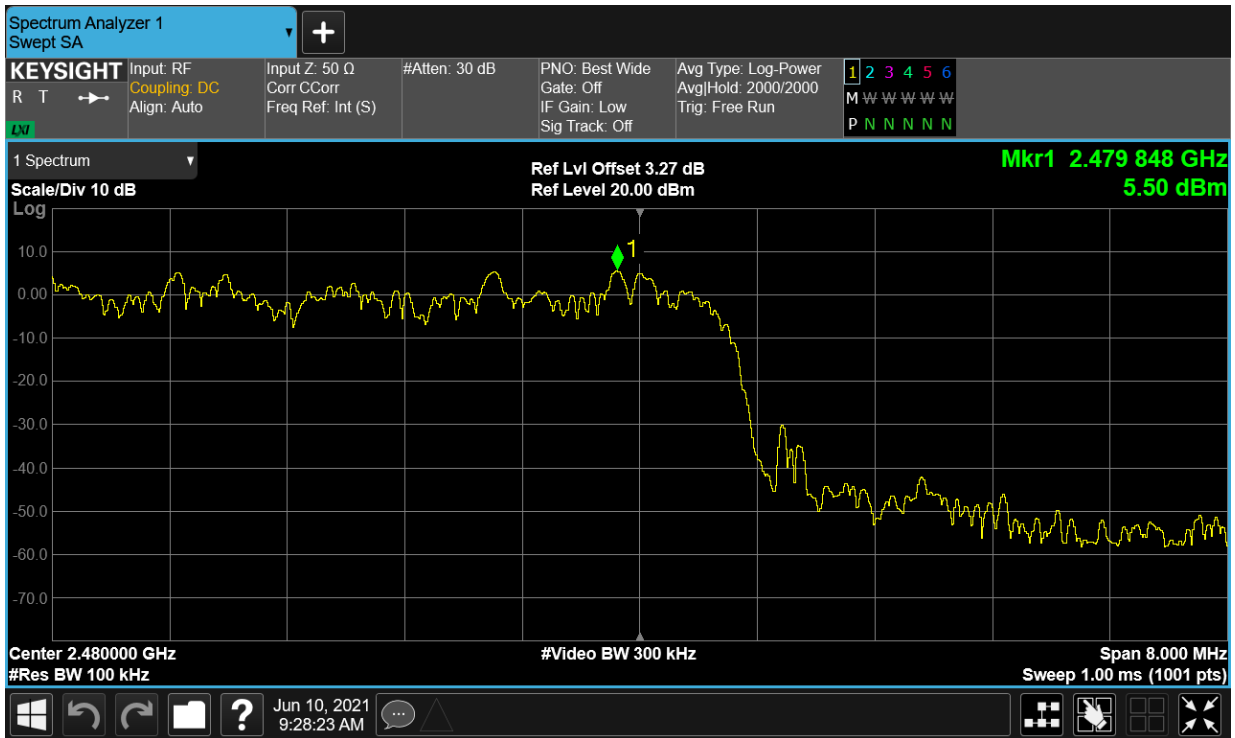 Spectrum Analyzer 1
Swept SA
+
KEYSIGHT
R T
LXI
Input: RF
Coupling: DC
Align: Auto
Input Z: 50 Ω
Corr CCorr
Freq Ref: Int (S)
#Atten: 30 dB
PNO: Best Wide
Gate: Off
IF Gain: Low
Sig Track: Off
Avg Type: Log-Power
Avg|Hold: 2000/2000
Trig: Free Run
1 2 3 4 5 6
M W W W W W
P N N N N N
1 Spectrum
Scale/Div 10 dB
Log
Ref Lvl Offset 3.27 dB
Ref Level 20.00 dBm
Mkr1 2.479 848 GHz
5.50 dBm
1
10.0
0.00
-10.0
-20.0
-30.0
-40.0
-50.0
-60.0
-70.0
Center 2.480000 GHz
#Res BW 100 kHz
#Video BW 300 kHz
Span 8.000 MHz
Sweep 1.00 ms (1001 pts)
?
Jun 10, 2021
9:28:23 AM